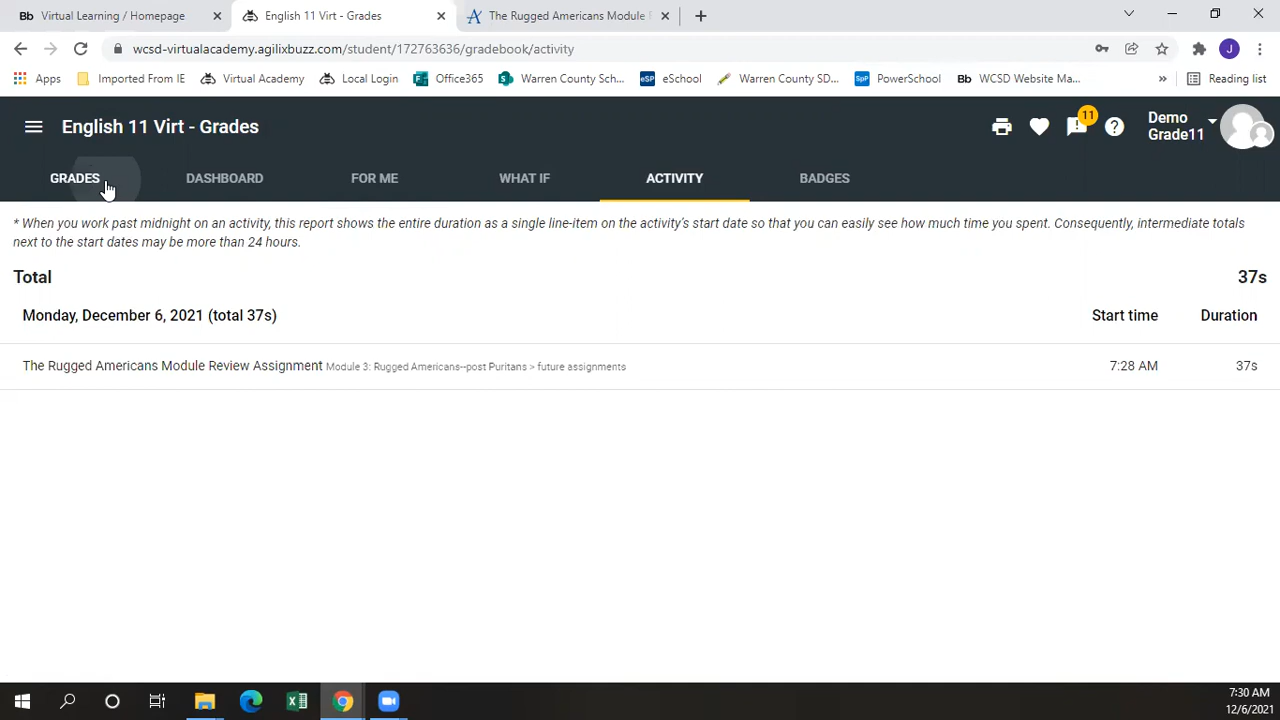 Bb Virtual Learning / Homepage
English 11 Virt - Grades
The Rugged Americans Module
wcsd-virtualacademy.agilixbuzz.com/student/172763636/gradebook/activity
J
Apps
Imported From IE
Virtual Academy
Local Login
Office365
Warren County Sch...
eSP eSchool
Warren County SD...
SpP PowerSchool
Bb WCSD Website Ma...
»
Reading list
English 11 Virt - Grades
11
Demo
Grade11
GRADES
DASHBOARD
FOR ME
WHAT IF
ACTIVITY
BADGES
* When you work past midnight on an activity, this report shows the entire duration as a single line-item on the activity's start date so that you can easily see how much time you spent. Consequently, intermediate totals
next to the start dates may be more than 24 hours.
Total 37s
Monday, December 6, 2021 (total 37s) Start time Duration
The Rugged Americans Module Review Assignment Module 3: Rugged Americans--post Puritans > future assignments 7:28 AM 37s
7:30 AM
12/6/2021